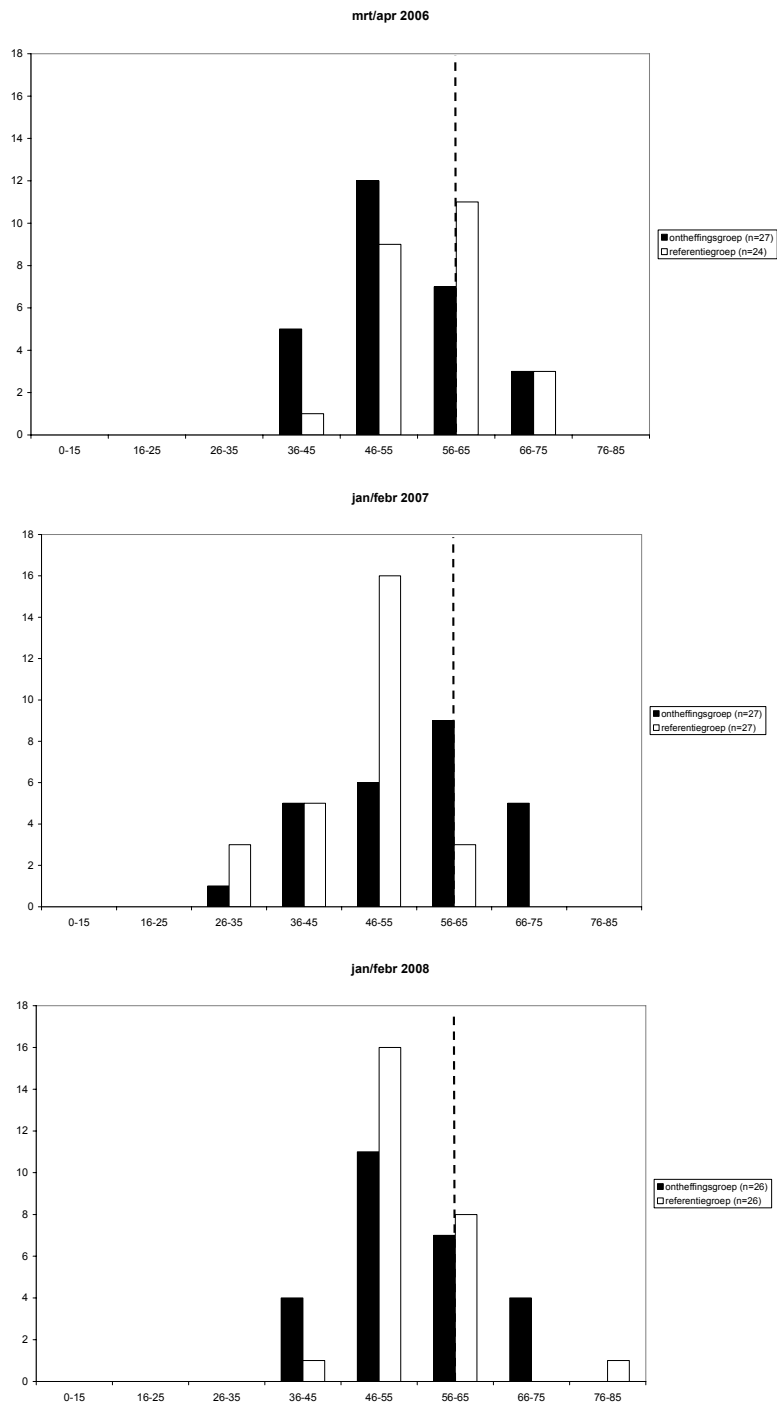 mrt/apr 2006
18
16
14
12
10
8
6
4
2
0
0-15 16-25 26-35 36-45 46-55 56-65 66-75 76-85
ontheffingsgroep (n=27)
referentiegroep (n=24)
jan/febr 2007
18
16
14
12
10
8
6
4
2
0
0-15 16-25 26-35 36-45 46-55 56-65 66-75 76-85
ontheffingsgroep (n=27)
referentiegroep (n=27)
jan/febr 2008
18
16
14
12
10
8
6
4
2
0
0-15 16-25 26-35 36-45 46-55 56-65 66-75 76-85
ontheffingsgroep (n=26)
referentiegroep (n=26)